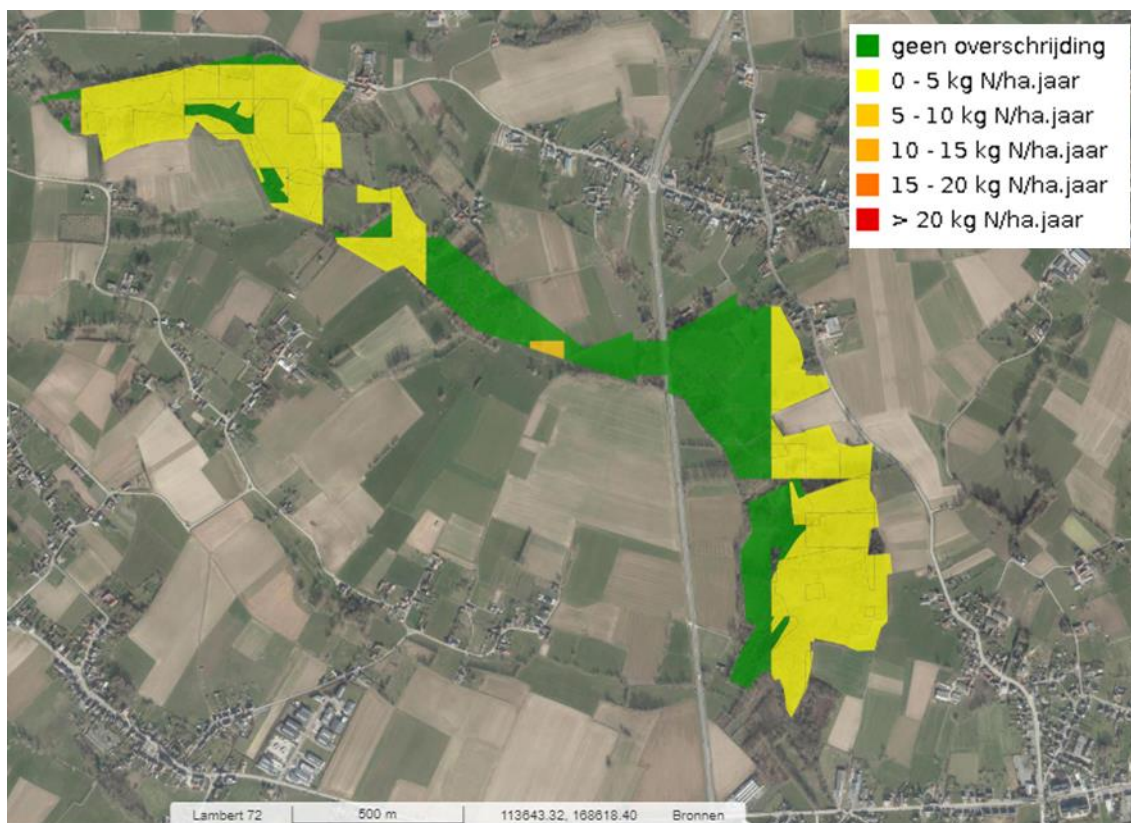 geen overschrijding
0 - 5 kg N/ha.jaar
5 - 10 kg N/ha.jaar
10 - 15 kg N/ha.jaar
15 - 20 kg N/ha.jaar
> 20 kg N/ha.jaar
Lambert 72 500 m 113643.32, 168618.40 Bronnen